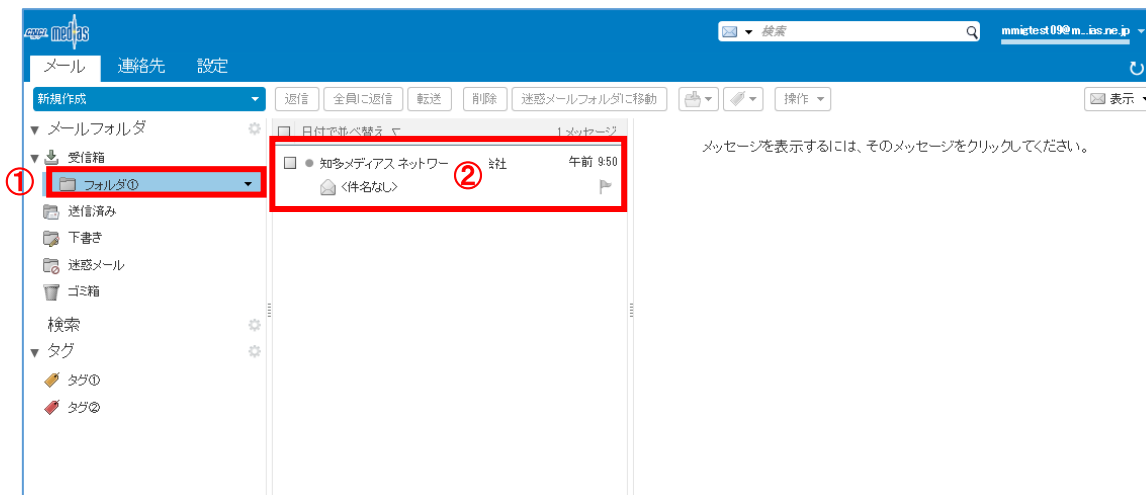 CNCI medias
検索
mmigtest09@m...ias.ne.jp
メール 連絡先 設定
新規作成
返信 全員に返信 転送 削除 迷惑メールフォルダに移動 操作 表示
メールフォルダ
日付で並べ替え 1 メッセージ
メッセージを表示するには、そのメッセージをクリックしてください。
受信箱
知多メディアス ネットワー 会社 午前 9:50
②
①
フォルダ①
<件名なし>
送信済み
下書き
迷惑メール
ゴミ箱
検索
タグ
タグ①
タグ②